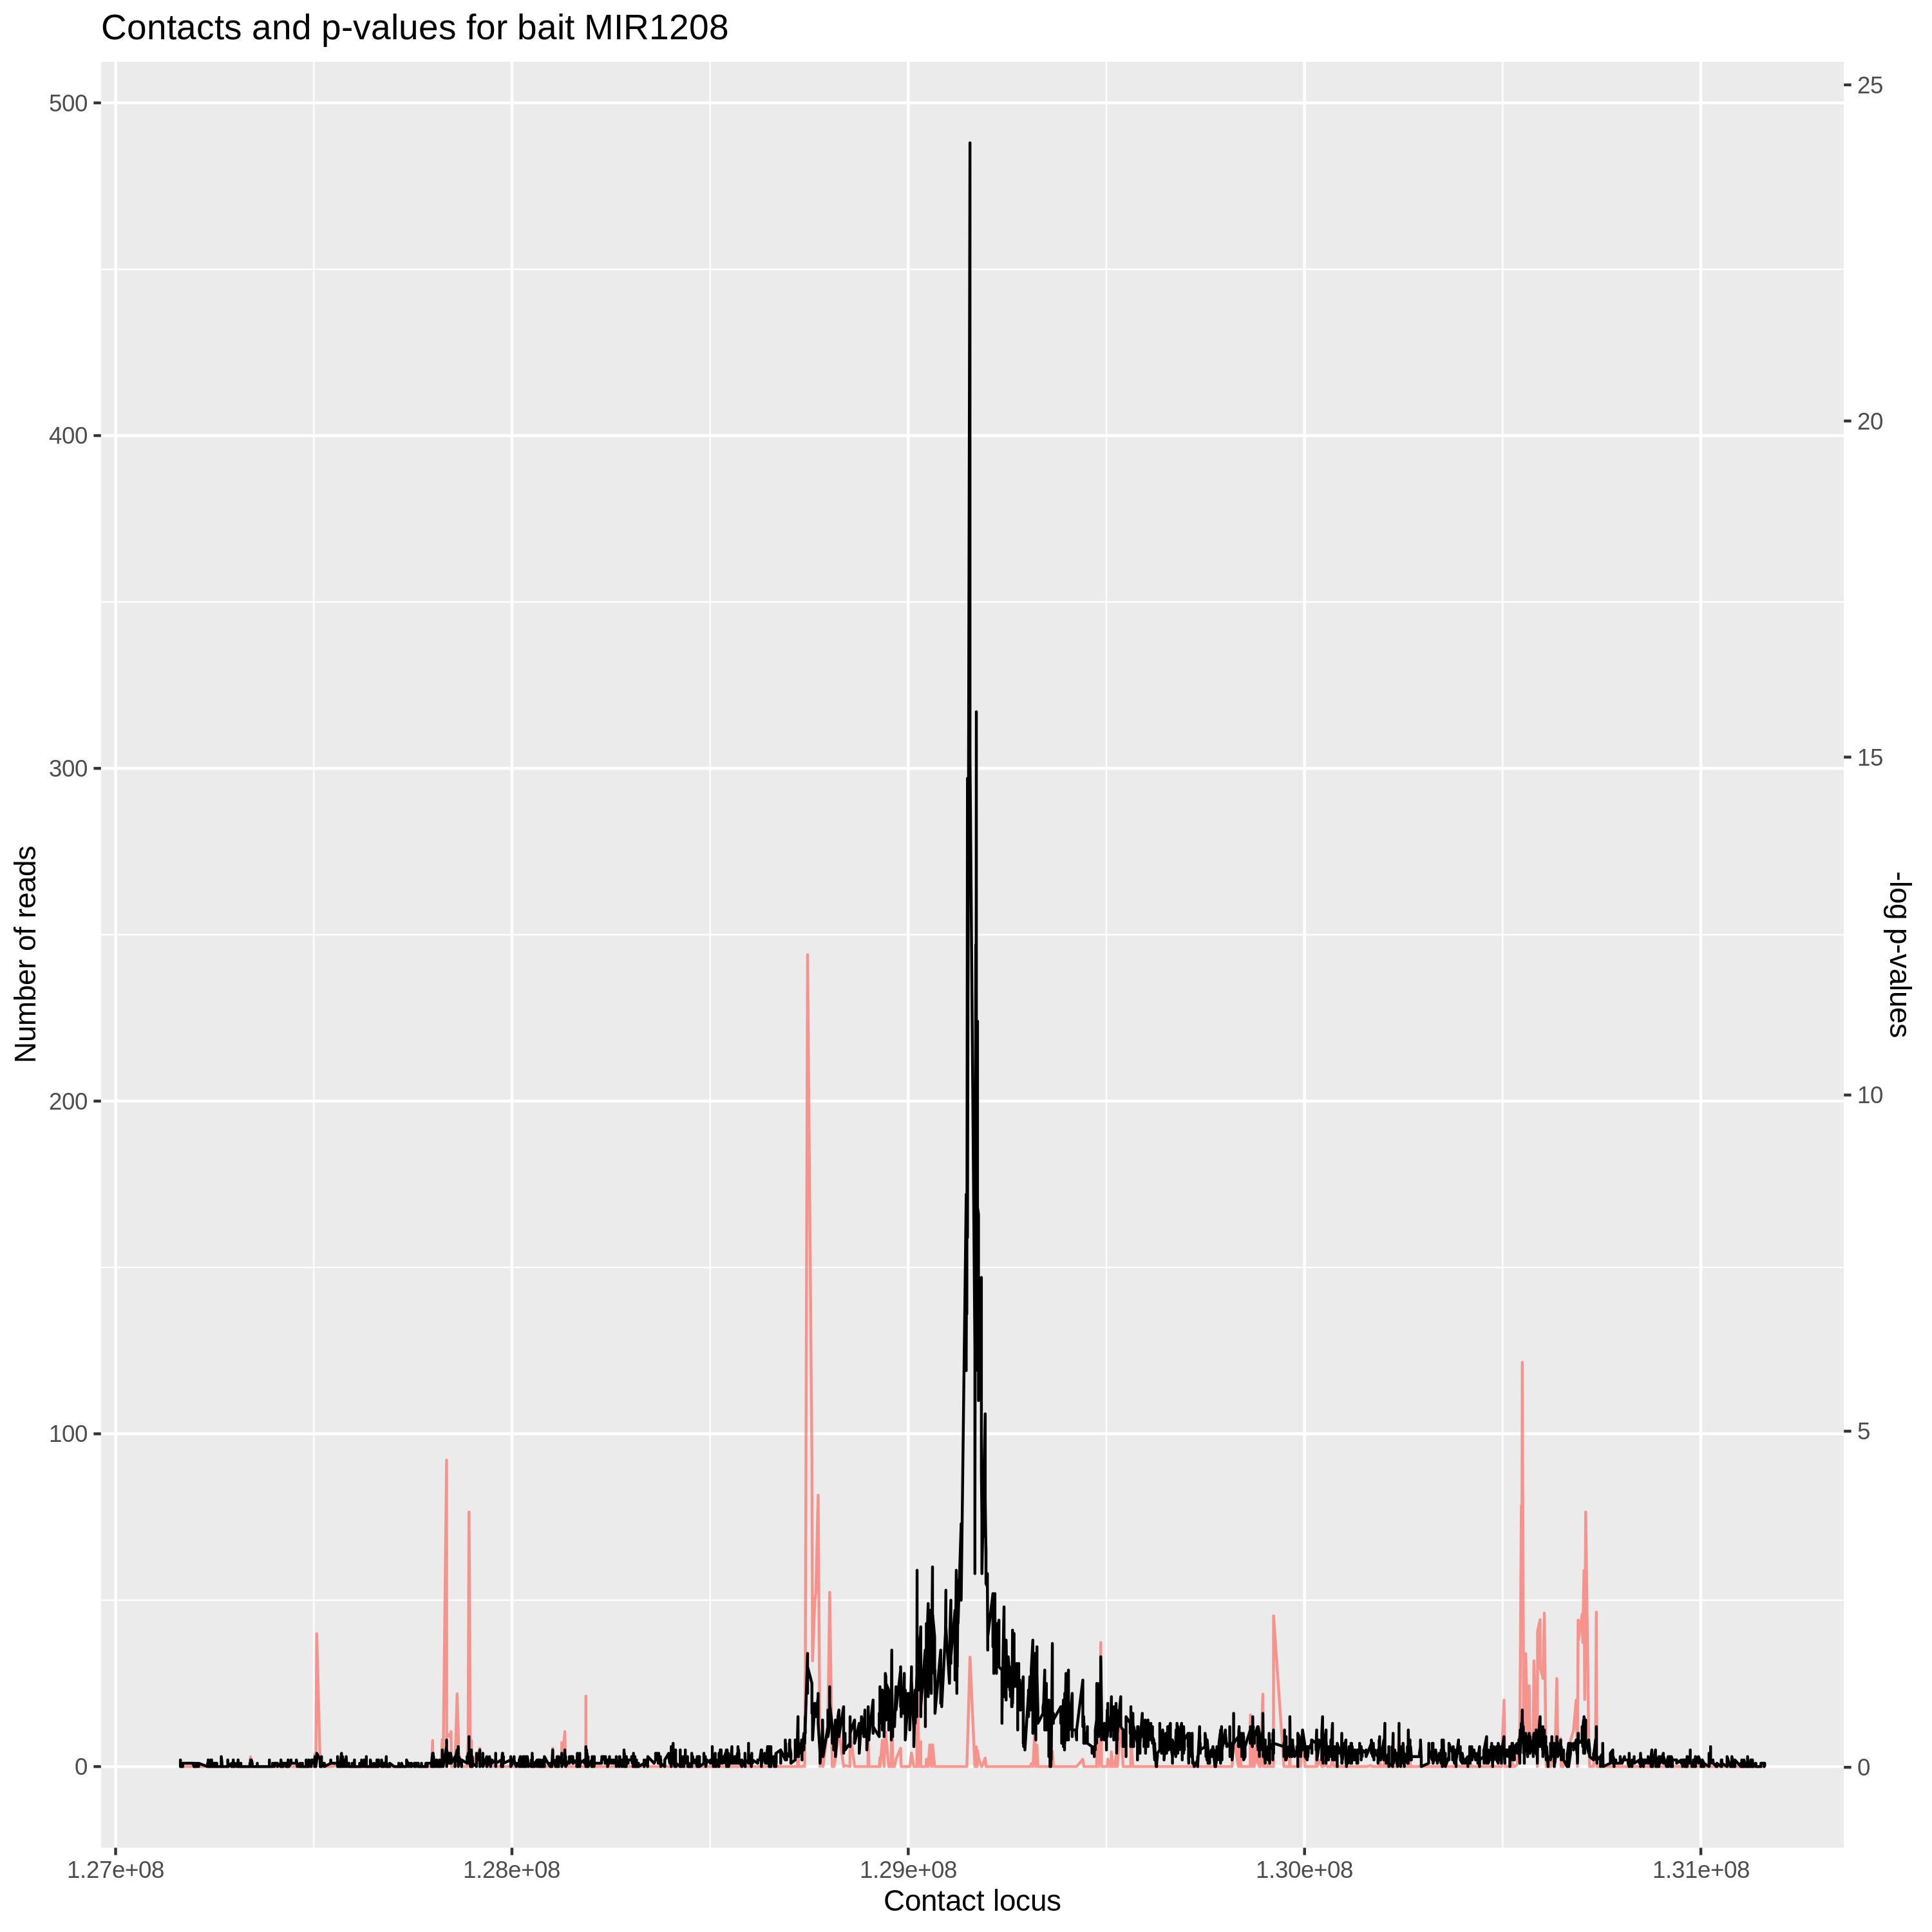 Contacts and p-values for bait MIR1208
500
400
300
200
100
0
Number of reads
25
20
15
10
5
0
-log p-values
1.27e+08
1.28e+08
1.29e+08
1.30e+08
1.31e+08
Contact locus